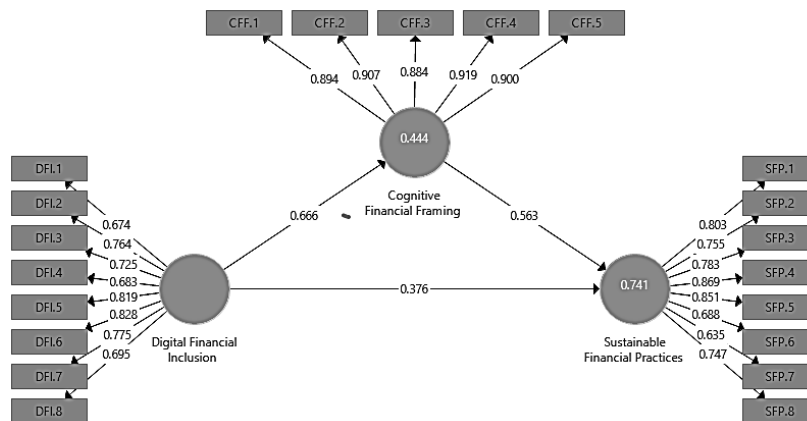 CFF.1 CFF.2 CFF.3 CFF.4 CFF.5
0.894 0.907 0.884 0.919 0.900
0.444
Cognitive
Financial Framing
DFI.1
DFI.2
DFI.3
DFI.4
DFI.5
DFI.6
DFI.7
DFI.8
0.674
0.764
0.725
0.683
0.819
0.828
0.775
0.695
Digital Financial
Inclusion
0.666
0.563
0.376
0.741
Sustainable
Financial Practices
0.803
0.755
0.783
0.869
0.851
0.688
0.635
0.747
SFP.1
SFP.2
SFP.3
SFP.4
SFP.5
SFP.6
SFP.7
SFP.8